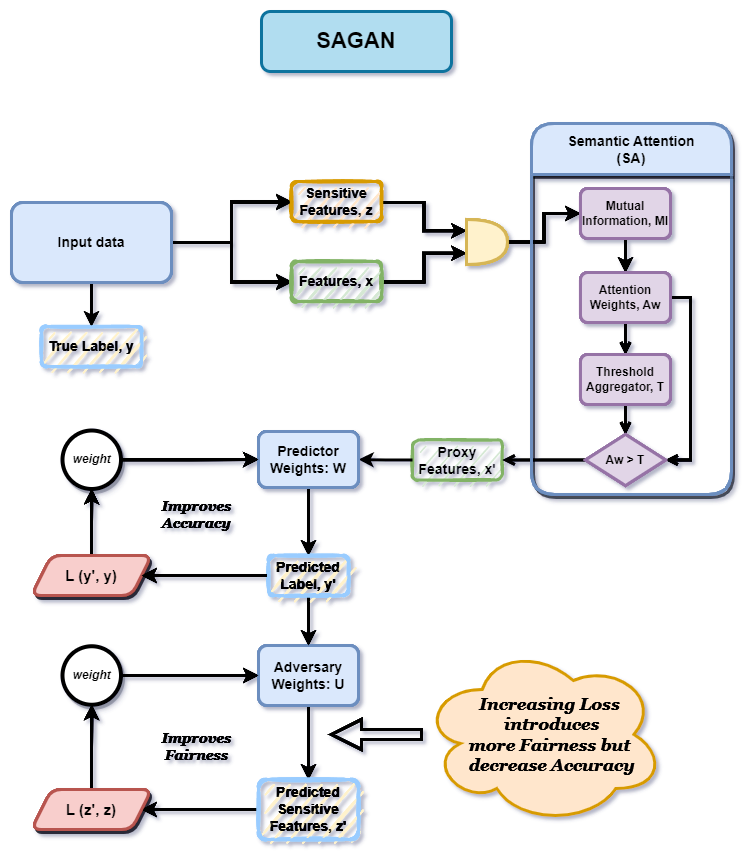 SAGAN
Semantic Attention
(SA)
Sensitive
Features, z
Mutual
Information, MI
Input data
Features, x
Attention
Weights, Aw
True Label, y
Threshold
Aggregator, T
weight
Predictor
Weights: W
Proxy
Features, x'
Aw > T
Improves
Accuracy
L (y', y)
Predicted
Label, y'
weight
Adversary
Weights: U
Increasing Loss
introduces
more Fairness but
decrease Accuracy
Improves
Fairness
L (z', z)
Predicted
Sensitive
Features, z'